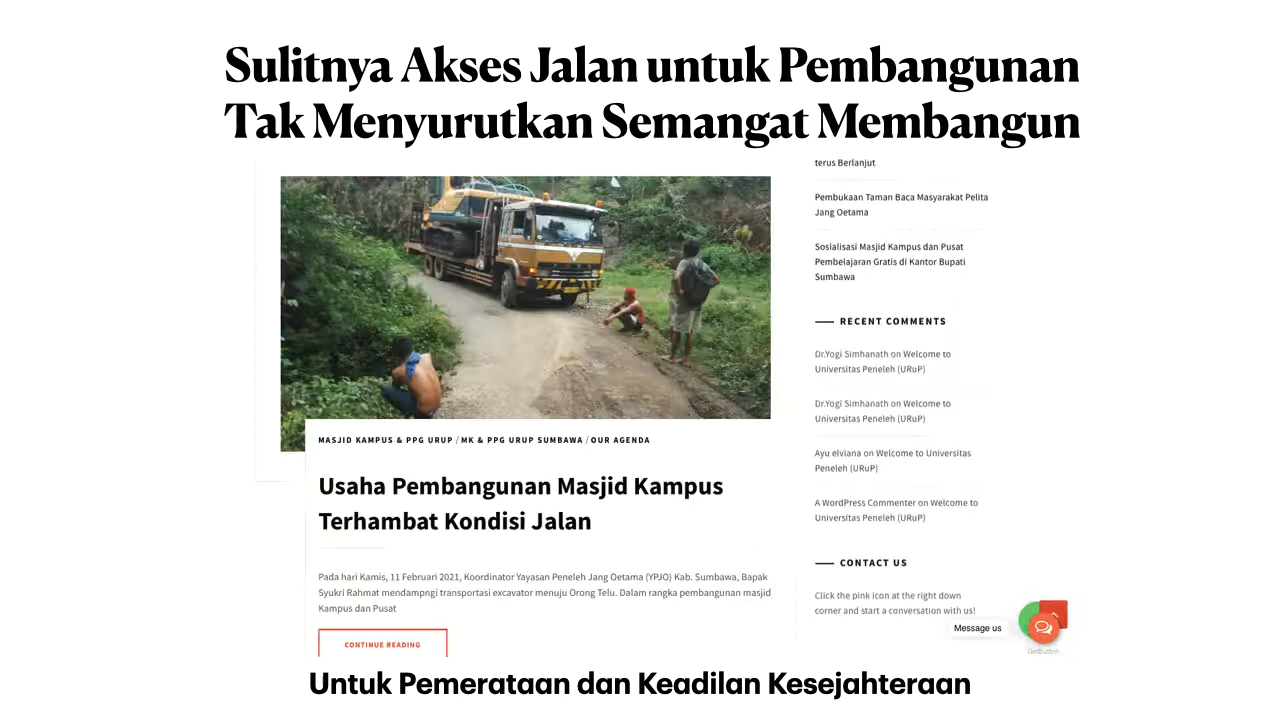 Sulitnya Akses Jalan untuk Pembangunan
Tak Menyurutkan Semangat Membangun
MASJID KAMPUS & PPG URUP / MK & PPG URUP SUMBAWA / OUR AGENDA
Usaha Pembangunan Masjid Kampus
Terhambat Kondisi Jalan
Pada hari Kamis, 11 Februari 2021, Koordinator Yayasan Peneleh Jang Oetama (YPJO) Kab. Sumbawa, Bapak
Syukri Rahmat mendampngi transportasi excavator menuju Orong Telu. Dalam rangka pembangunan masjid
Kampus dan Pusat
CONTINUE READING
terus Berlanjut
Pembukaan Taman Baca Masyarakat Pelita
Jang Oetama
Sosialisasi Masjid Kampus dan Pusat
Pembelajaran Gratis di Kantor Bupati
Sumbawa
RECENT COMMENTS
Dr.Yogi Simhanath on Welcome to
Universitas Peneleh (URuP)
Dr.Yogi Simhanath on Welcome to
Universitas Peneleh (URuP)
Ayu elviana on Welcome to Universitas
Peneleh (URuP)
A WordPress Commenter on Welcome to
Universitas Peneleh (URuP)
CONTACT US
Click the pink icon at the right down
corner and start a conversation with us!
Message us
GetButton
Untuk Pemerataan dan Keadilan Kesejahteraan